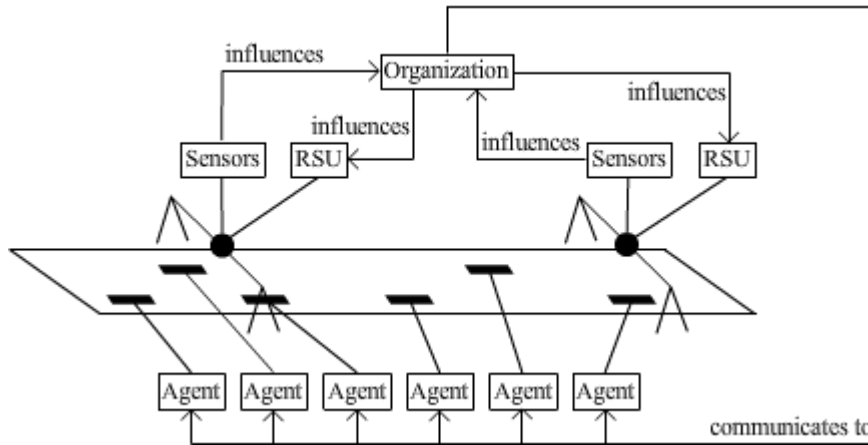 influences
Organization
influences
influences
influences
Sensors
RSU
Sensors
RSU
Agent
Agent
Agent
Agent
Agent
Agent
communicates to